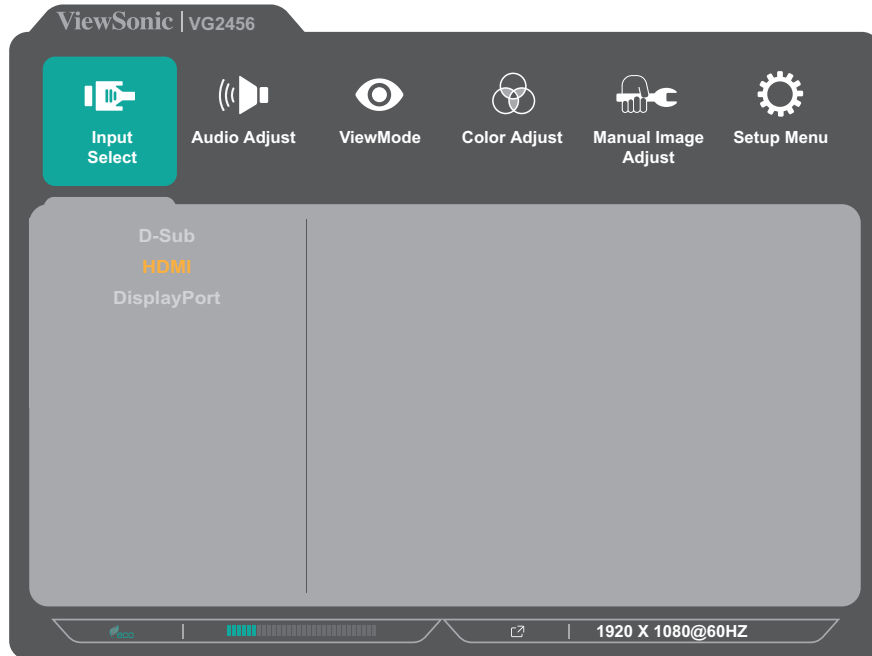 ViewSonic | VG2456
Input
Select
Audio Adjust
ViewMode
Color Adjust
Manual Image
Adjust
Setup Menu
D-Sub
HDMI
DisplayPort
eco
1920 X 1080@60HZ